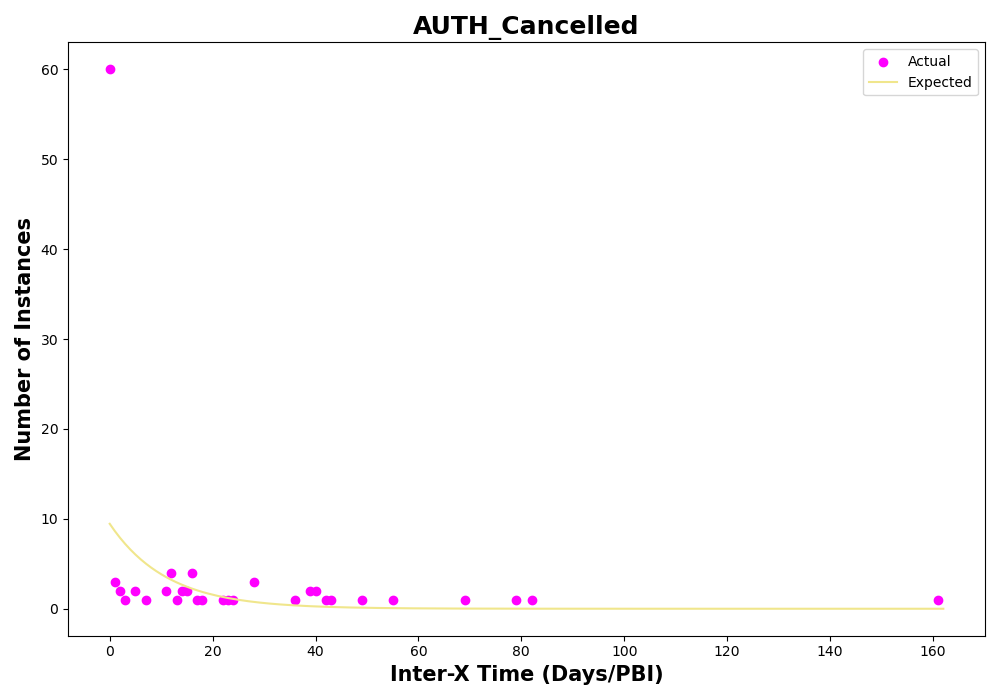 AUTH_Cancelled
Actual
Expected
Number of Instances
60
50
40
30
20
10
0
0 20 40 60 80 100 120 140 160
Inter-X Time (Days/PBI)